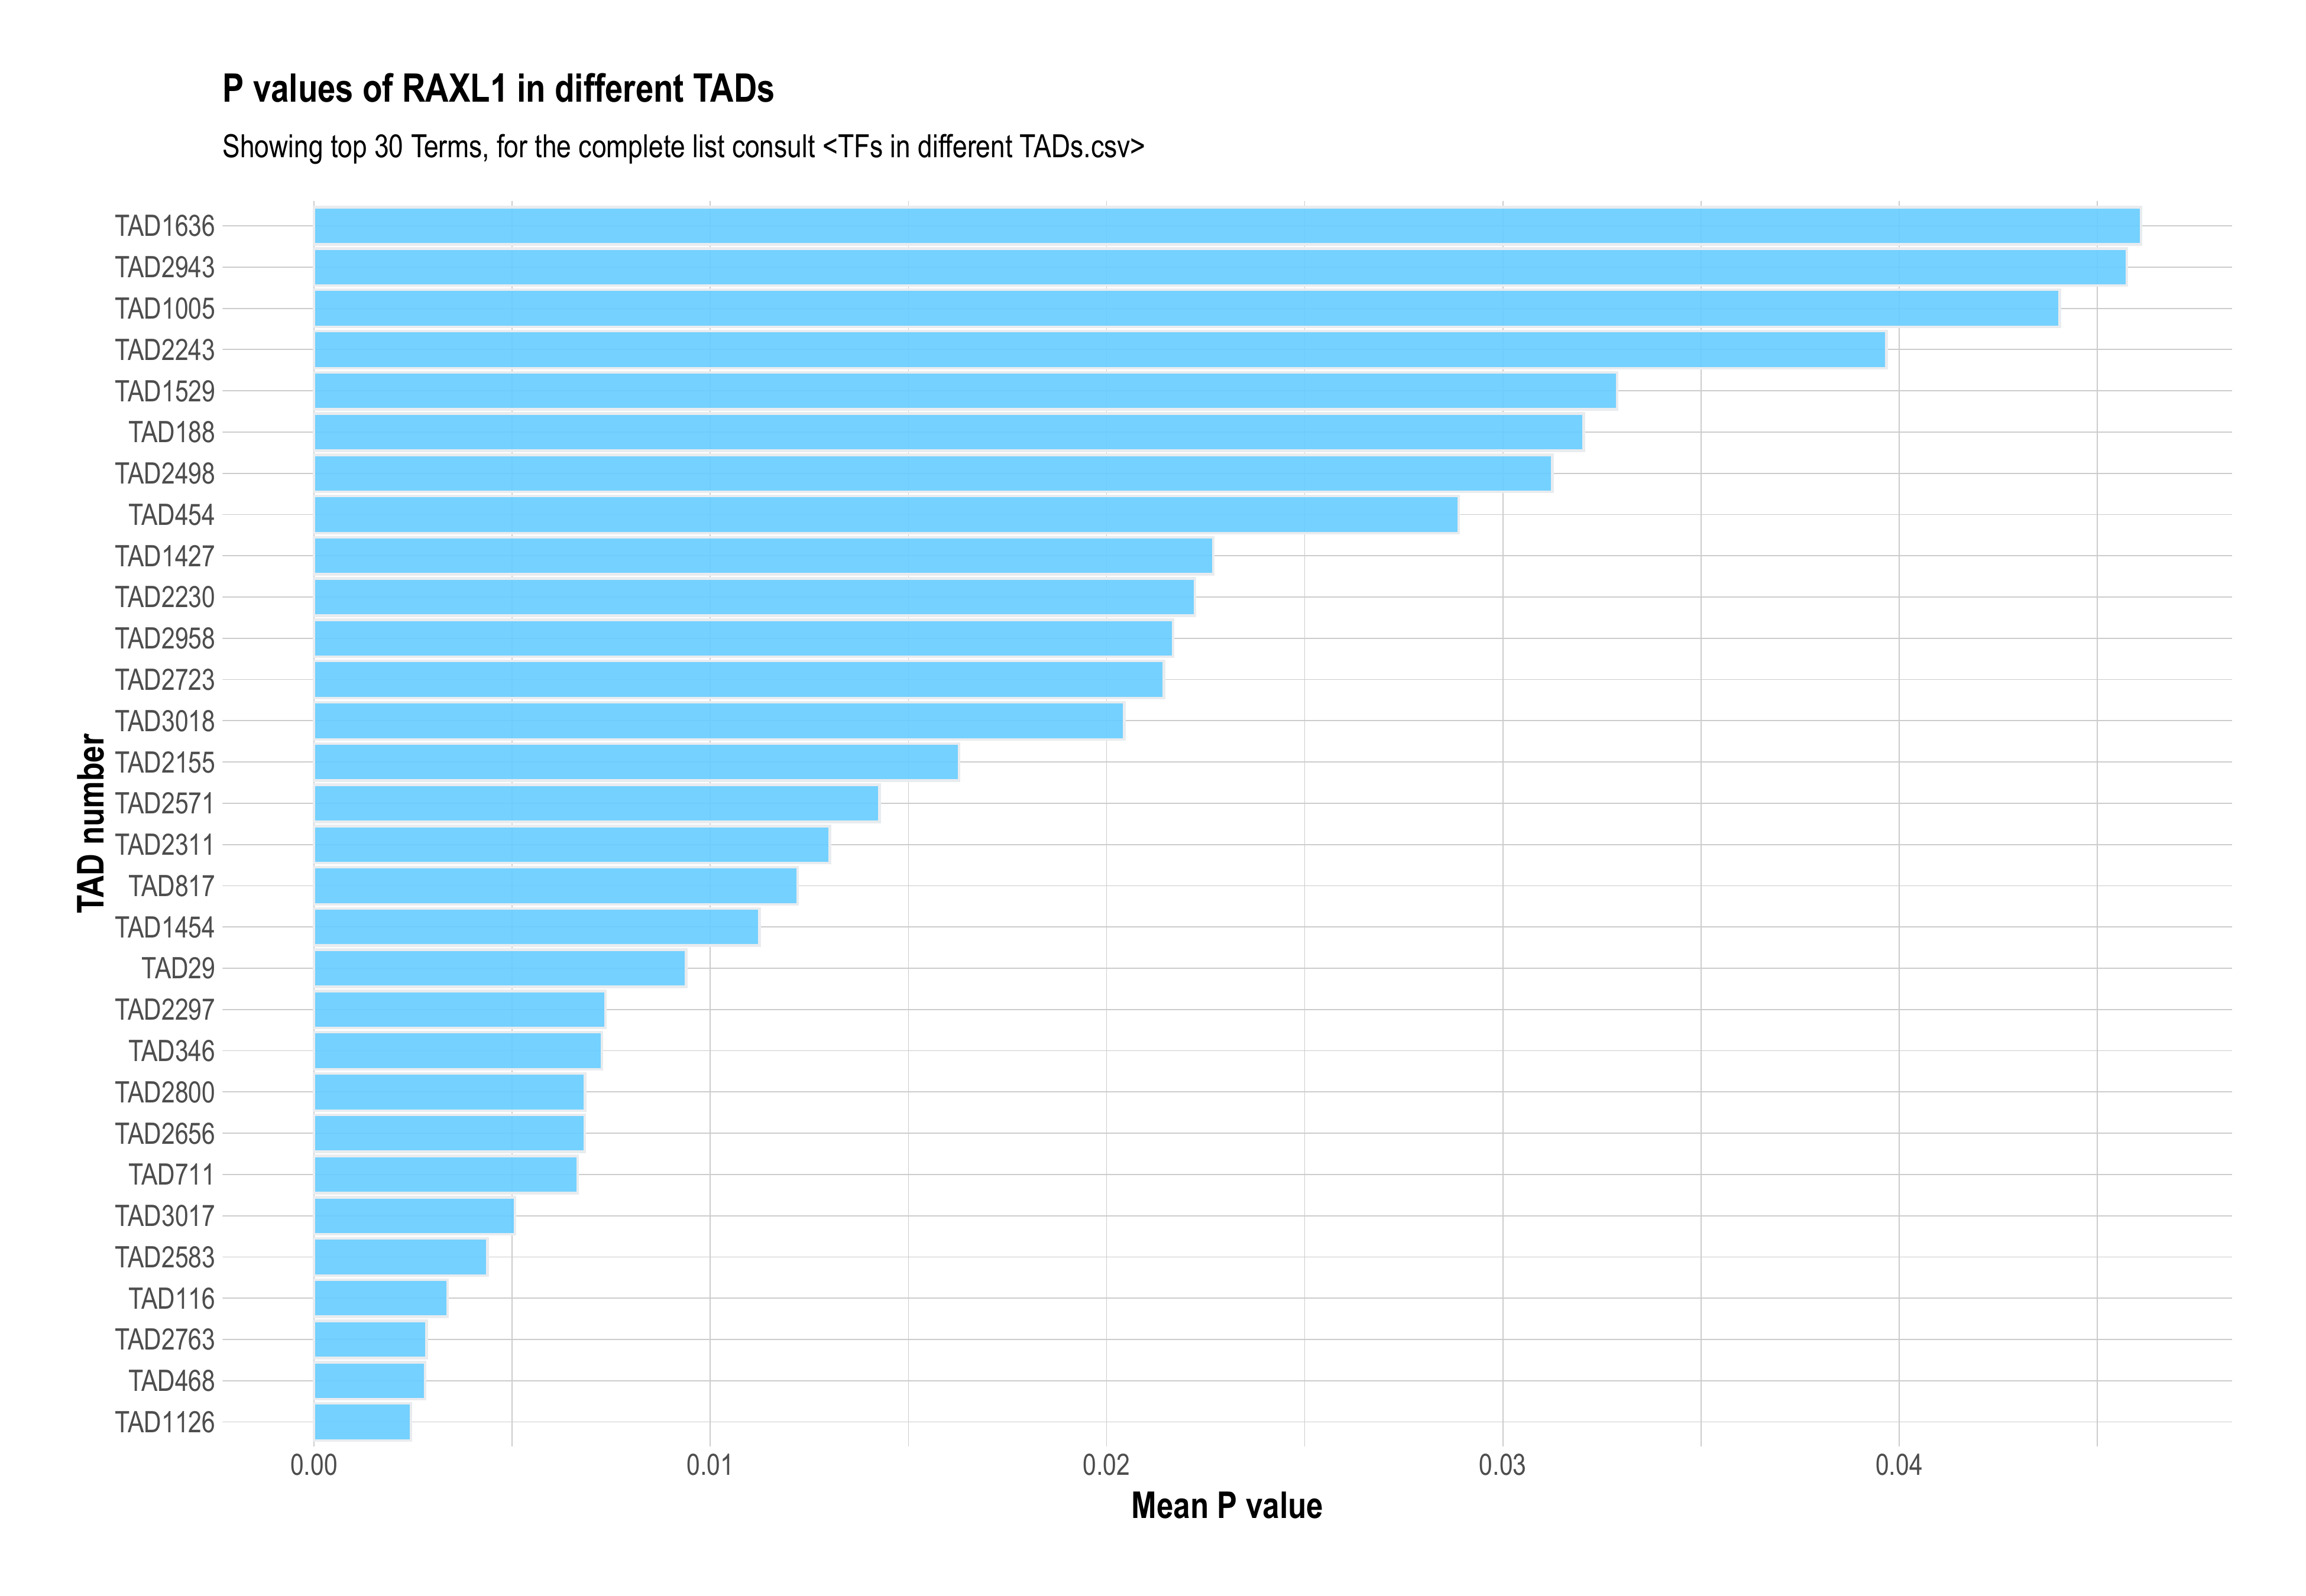 P values of RAXL1 in different TADs
Showing top 30 Terms, for the complete list consult <TFs in different TADs.csv>
TAD number
TAD1636
TAD2943
TAD1005
TAD2243
TAD1529
TAD188
TAD2498
TAD454
TAD1427
TAD2230
TAD2958
TAD2723
TAD3018
TAD2155
TAD2571
TAD2311
TAD817
TAD1454
TAD29
TAD2297
TAD346
TAD2800
TAD2656
TAD711
TAD3017
TAD2583
TAD116
TAD2763
TAD468
TAD1126
0.00 0.01 0.02 0.03 0.04
Mean P value